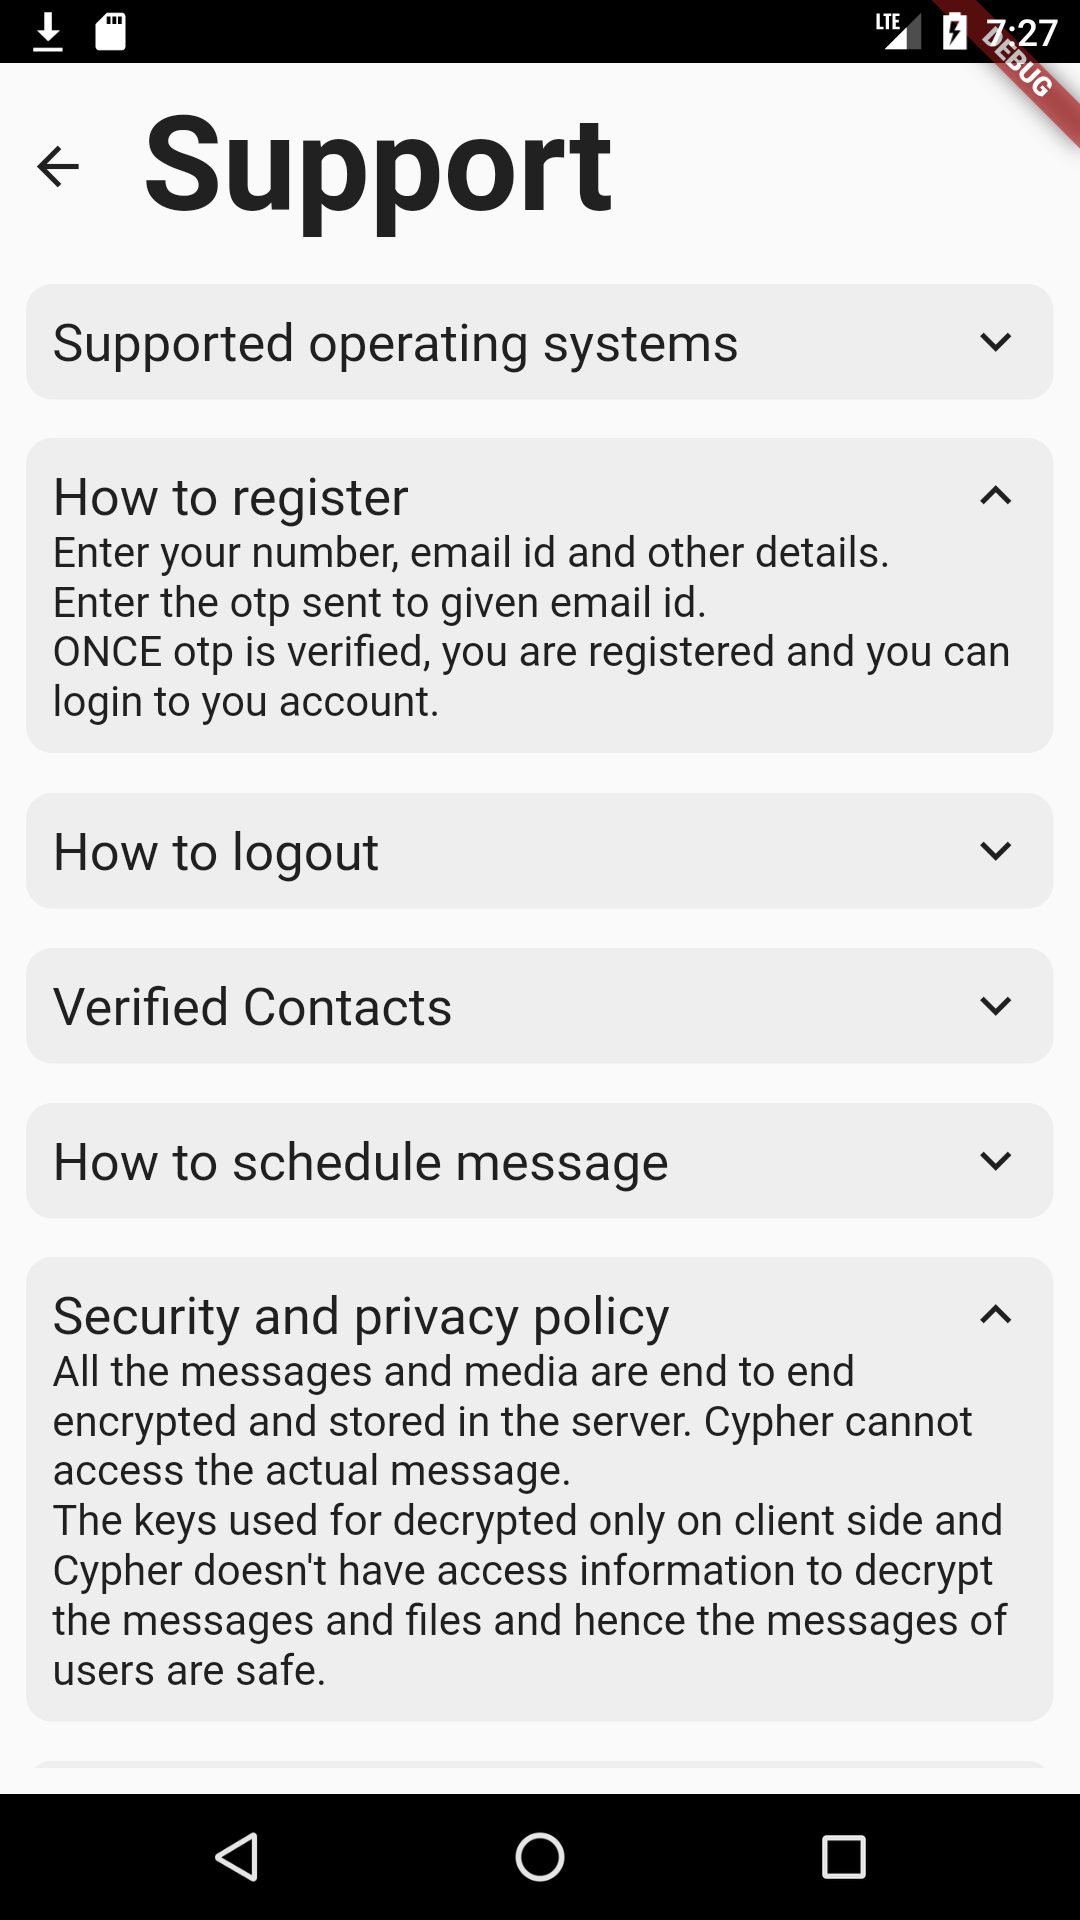 LTE 7:27
DEBUG
Support
Supported operating systems
How to register
Enter your number, email id and other details.
Enter the otp sent to given email id.
ONCE otp is verified, you are registered and you can
login to you account.
How to logout
Verified Contacts
How to schedule message
Security and privacy policy
All the messages and media are end to end
encrypted and stored in the server. Cypher cannot
access the actual message.
The keys used for decrypted only on client side and
Cypher doesn't have access information to decrypt
the messages and files and hence the messages of
users are safe.